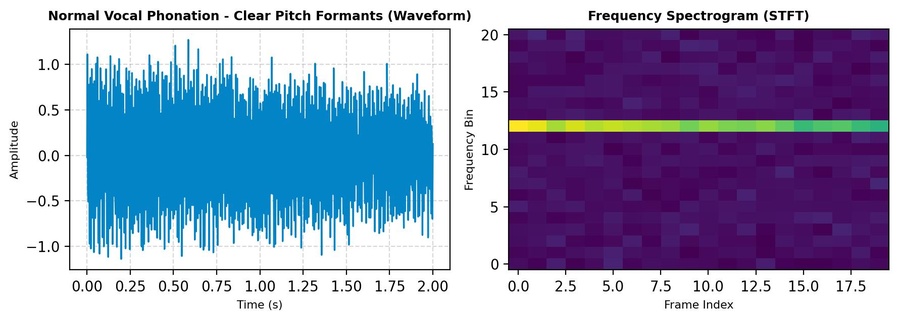 Normal Vocal Phonation - Clear Pitch Formants (Waveform)
Amplitude
1.0
0.5
0.0
−0.5
−1.0
0.00 0.25 0.50 0.75 1.00 1.25 1.50 1.75 2.00
Time (s)
Frequency Spectrogram (STFT)
Frequency Bin
20
15
10
5
0
0.0 2.5 5.0 7.5 10.0 12.5 15.0 17.5
Frame Index